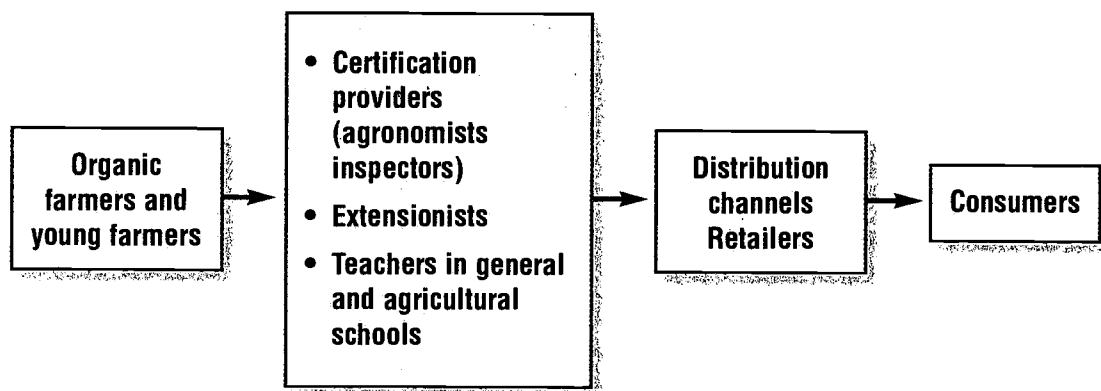 Organic
farmers and
young farmers
• Certification
providers
(agronomists
inspectors)
• Extensionists
• Teachers in general
and agricultural
schools
Distribution
channels
Retailers
Consumers